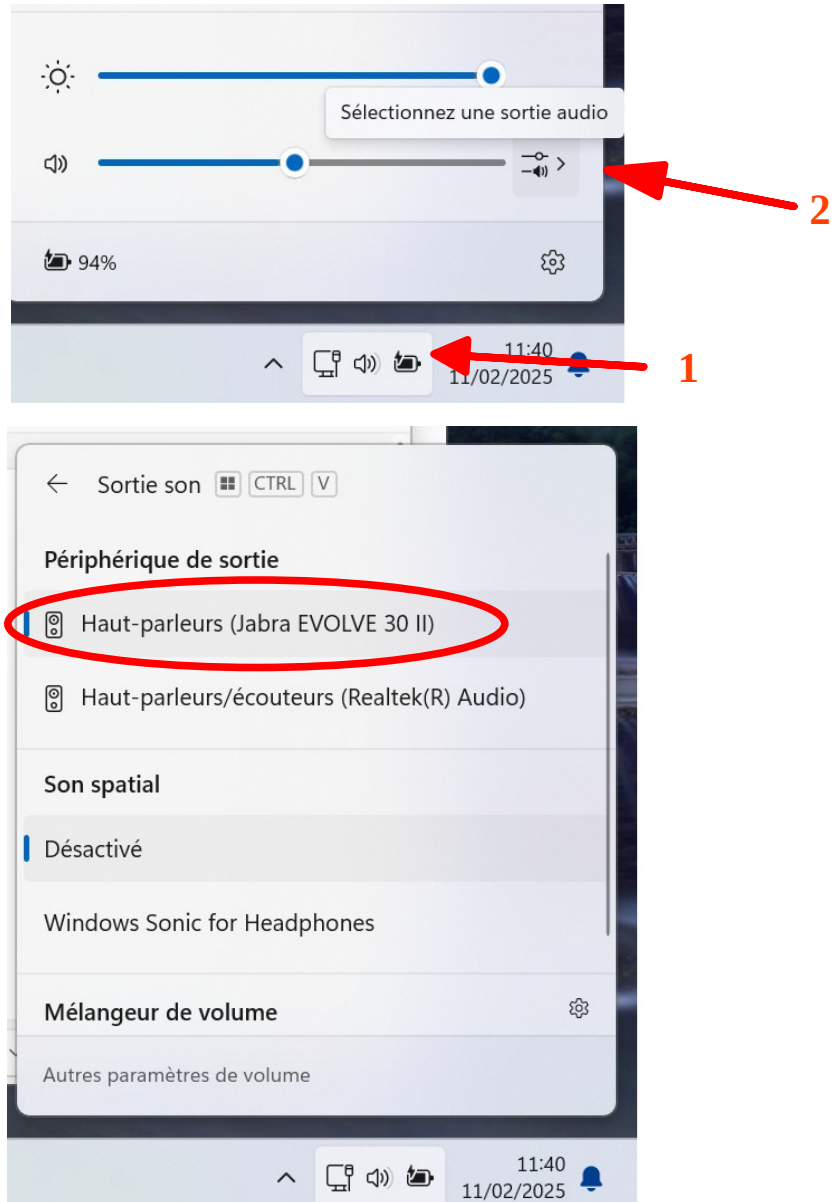 Sélectionnez une sortie audio
2
94%
11:40
11/02/2025
1
Sortie son CTRL V
Périphérique de sortie
Haut-parleurs (Jabra EVOLVE 30 II)
Haut-parleurs/écouteurs (Realtek(R) Audio)
Son spatial
Désactivé
Windows Sonic for Headphones
Mélangeur de volume
Autres paramètres de volume
11:40
11/02/2025